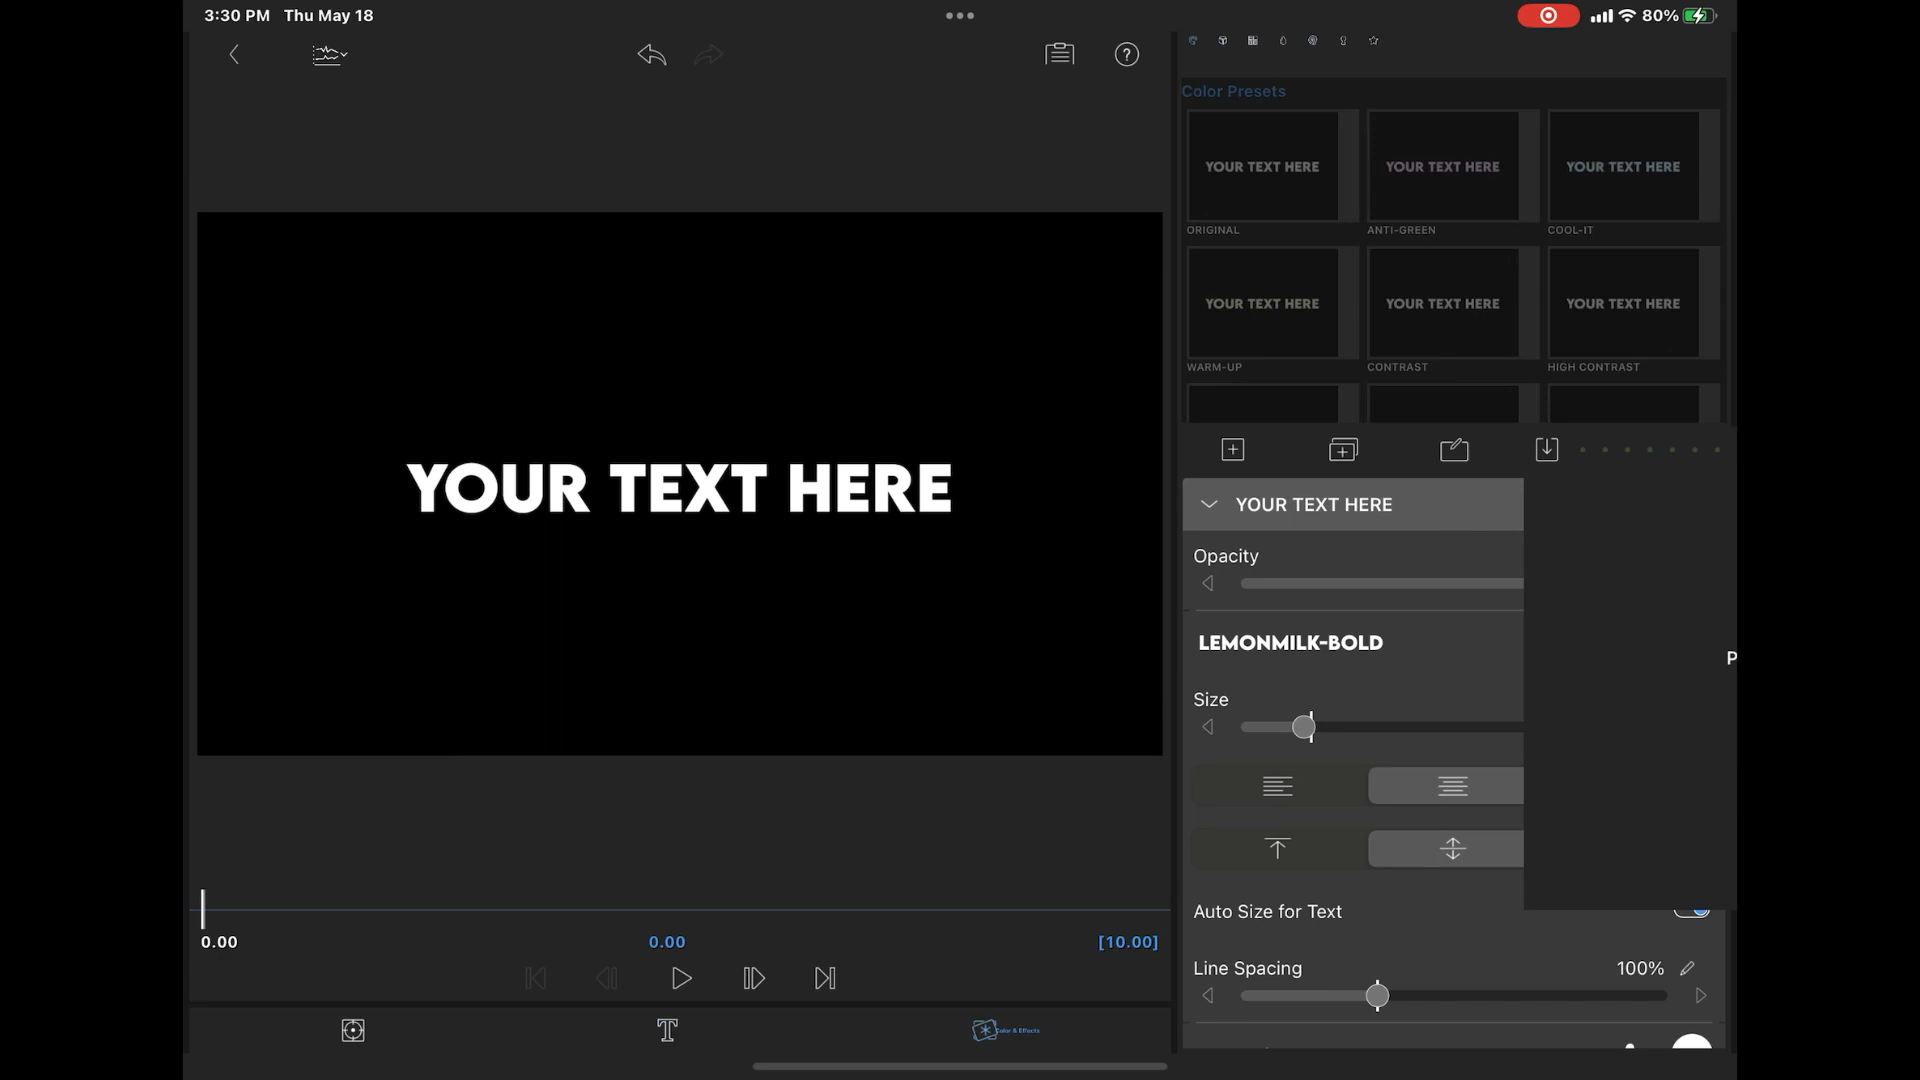 3:30 PM Thu May 18
80%
Color Presets
YOUR TEXT HERE
YOUR TEXT HERE
YOUR TEXT HERE
ORIGINAL
ANTI-GREEN
COOL-IT
YOUR TEXT HERE
YOUR TEXT HERE
YOUR TEXT HERE
WARM-UP
CONTRAST
HIGH CONTRAST
YOUR TEXT HERE
YOUR TEXT HERE
Opacity
LEMONMILK-BOLD
P
Size
Auto Size for Text
Line Spacing
100%
0.00
0.00
[10.00]
Color & Effects